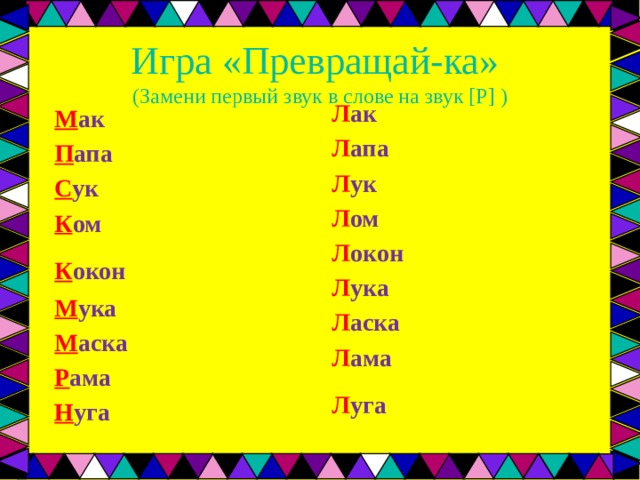 Игра «Превращай-ка»
(Замени первый звук в слове на звук [Р] )
Мак
Папа
Сук
Ком
Кокон
Мука
Маска
Рама
Нуга
Лак
Лапа
Лук
Лом
Локон
Лука
Ласка
Лама
Луга